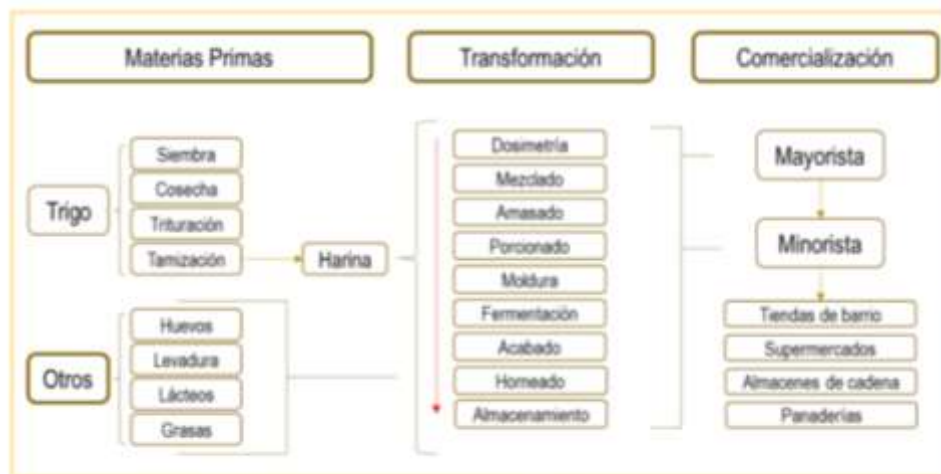 Materias Primas
Transformación
Comercialización
Trigo
Siembra
Cosecha
Trituración
Tamización
Harina
Otros
Huevos
Levadura
Lácteos
Grasas
Dosimetría
Mezclado
Amasado
Porcionado
Moldura
Fermentación
Acabado
Horneado
Almacenamiento
Mayorista
Minorista
Tiendas de barrio
Supermercados
Almacenes de cadena
Panaderías